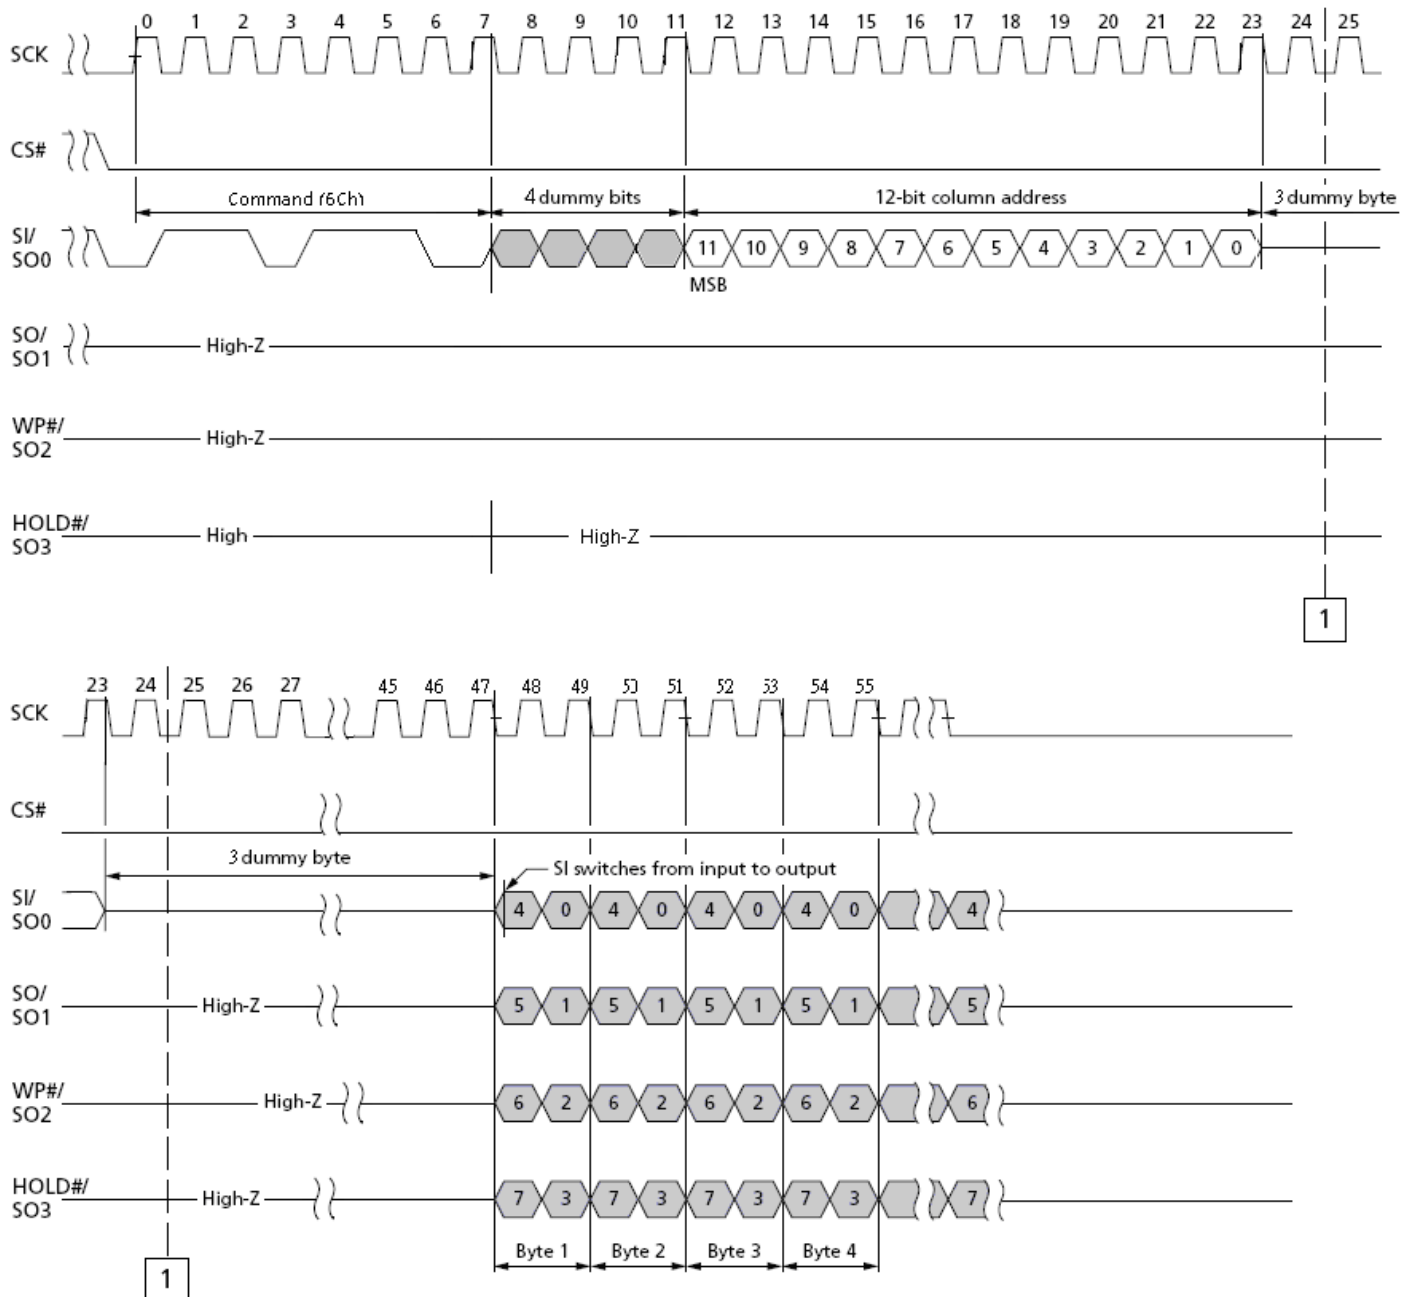 0 1 2 3 4 5 6 7 8 9 10 11 12 13 14 15 16 17 18 19 20 21 22 23 24 25
SCK
CS#
Command (6Ch) 4 dummy bits 12-bit column address 3 dummy byte
SI/
SO0
11 10 9 8 7 6 5 4 3 2 1 0
MSB
SO/
SO1
High-Z
WP#/
SO2
High-Z
HOLD#/
SO3
High High-Z
1
23 24 25 26 27 45 46 47 48 49 50 51 52 53 54 55
SCK
CS#
3 dummy byte
SI switches from input to output
SI/
SO0
4 0 4 0 4 0 4 0 4
SO/
SO1
High-Z 5 1 5 1 5 1 5 1 5
WP#/
SO2
High-Z 6 2 6 2 6 2 6 2 6
HOLD#/
SO3
High-Z 7 3 7 3 7 3 7 3 7
Byte 1 Byte 2 Byte 3 Byte 4
1